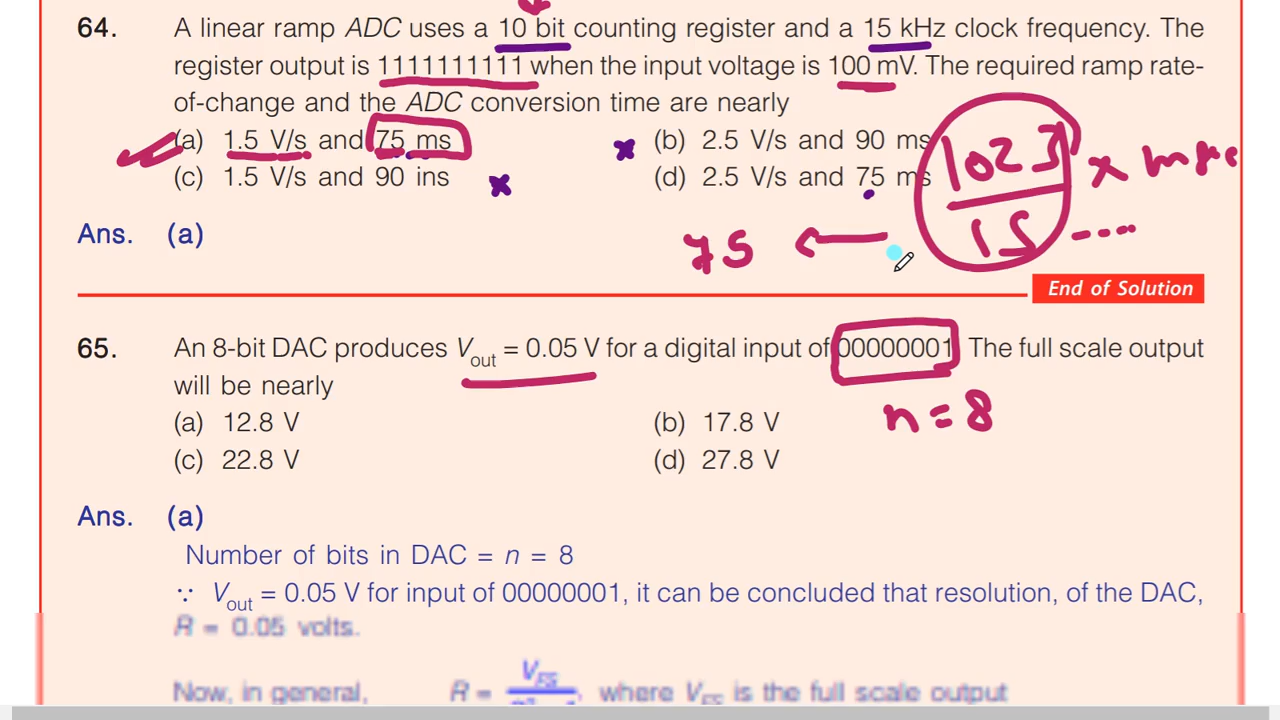 64. A linear ramp ADC uses a 10 bit counting register and a 15 kHz clock frequency. The
register output is 1111111111 when the input voltage is 100 mV. The required ramp rate-
of-change and the ADC conversion time are nearly
(a) 1.5 V/s and 75 ms (b) 2.5 V/s and 90 ms
(c) 1.5 V/s and 90 ins (d) 2.5 V/s and 75 ms
1023
15
75
Ans. (a)
End of Solution
65. An 8-bit DAC produces Vout = 0.05 V for a digital input of 00000001. The full scale output
will be nearly
(a) 12.8 V (b) 17.8 V
n = 8
(c) 22.8 V (d) 27.8 V
Ans. (a)
Number of bits in DAC = n = 8
∵ Vout = 0.05 V for input of 00000001, it can be concluded that resolution, of the DAC,
R = 0.05 volts.
Now, in general, R = VFS , where VFS is the full scale output